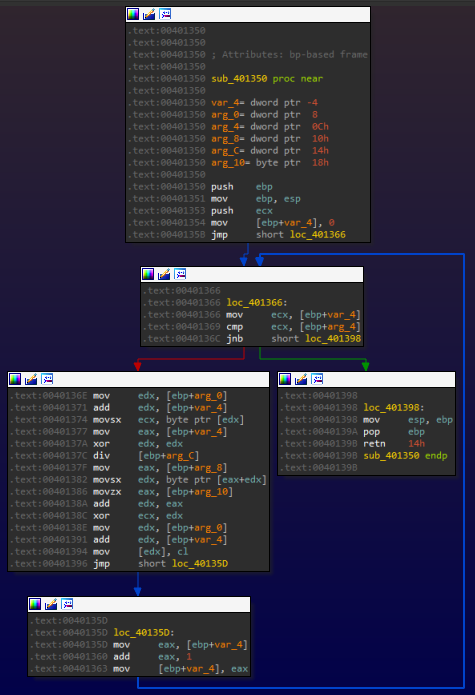 .text:00401350
.text:00401350
.text:00401350 ; Attributes: bp-based frame
.text:00401350
.text:00401350 sub_401350 proc near
.text:00401350
.text:00401350 var_4= dword ptr -4
.text:00401350 arg_0= dword ptr  8
.text:00401350 arg_4= dword ptr  0Ch
.text:00401350 arg_8= dword ptr  10h
.text:00401350 arg_C= dword ptr  14h
.text:00401350 arg_10= byte ptr  18h
.text:00401350
.text:00401350 push    ebp
.text:00401351 mov     ebp, esp
.text:00401353 push    ecx
.text:00401354 mov     [ebp+var_4], 0
.text:0040135B jmp     short loc_401366
.text:00401366
.text:00401366 loc_401366:
.text:00401366 mov     ecx, [ebp+var_4]
.text:00401369 cmp     ecx, [ebp+arg_4]
.text:0040136C jnb     short loc_401398
.text:0040136E mov     edx, [ebp+arg_0]
.text:00401371 add     edx, [ebp+var_4]
.text:00401374 movsx   ecx, byte ptr [edx]
.text:00401377 mov     eax, [ebp+var_4]
.text:0040137A xor     edx, edx
.text:0040137C div     [ebp+arg_C]
.text:0040137F mov     eax, [ebp+arg_8]
.text:00401382 movsx   edx, byte ptr [eax+edx]
.text:00401386 movzx   eax, [ebp+arg_10]
.text:0040138A add     edx, eax
.text:0040138C xor     ecx, edx
.text:0040138E mov     edx, [ebp+arg_0]
.text:00401391 add     edx, [ebp+var_4]
.text:00401394 mov     [edx], cl
.text:00401396 jmp     short loc_40135D
.text:00401398
.text:00401398 loc_401398:
.text:00401398 mov     esp, ebp
.text:0040139A pop     ebp
.text:0040139B retn    14h
.text:0040139B sub_401350 endp
.text:0040139B
.text:0040135D
.text:0040135D loc_40135D:
.text:0040135D mov     eax, [ebp+var_4]
.text:00401360 add     eax, 1
.text:00401363 mov     [ebp+var_4], eax